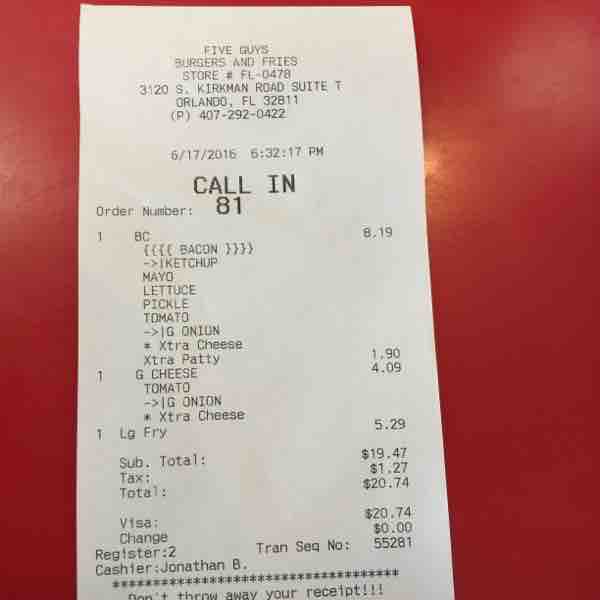 FIVE GUYS
BURGERS AND FRIES
STORE # FL-0478
3120 S. KIRKMAN ROAD SUITE T
ORLANDO, FL 32811
(P) 407-292-0422
6/17/2016 6:32:17 PM
CALL IN
Order Number: 81
1 BC 8.19
{{{{ BACON }}}}
->|KETCHUP
MAYO
LETTUCE
PICKLE
TOMATO
->|G ONION
* Xtra Cheese
Xtra Patty 1.90
1 G CHEESE 4.09
TOMATO
->|G ONION
* Xtra Cheese
1 Lg Fry 5.29
Sub. Total: $19.47
Tax: $1.27
Total: $20.74
Visa: $20.74
Change $0.00
Register:2 Tran Seq No: 55281
Cashier:Jonathan B.
***********************************
Don't throw away your receipt!!!